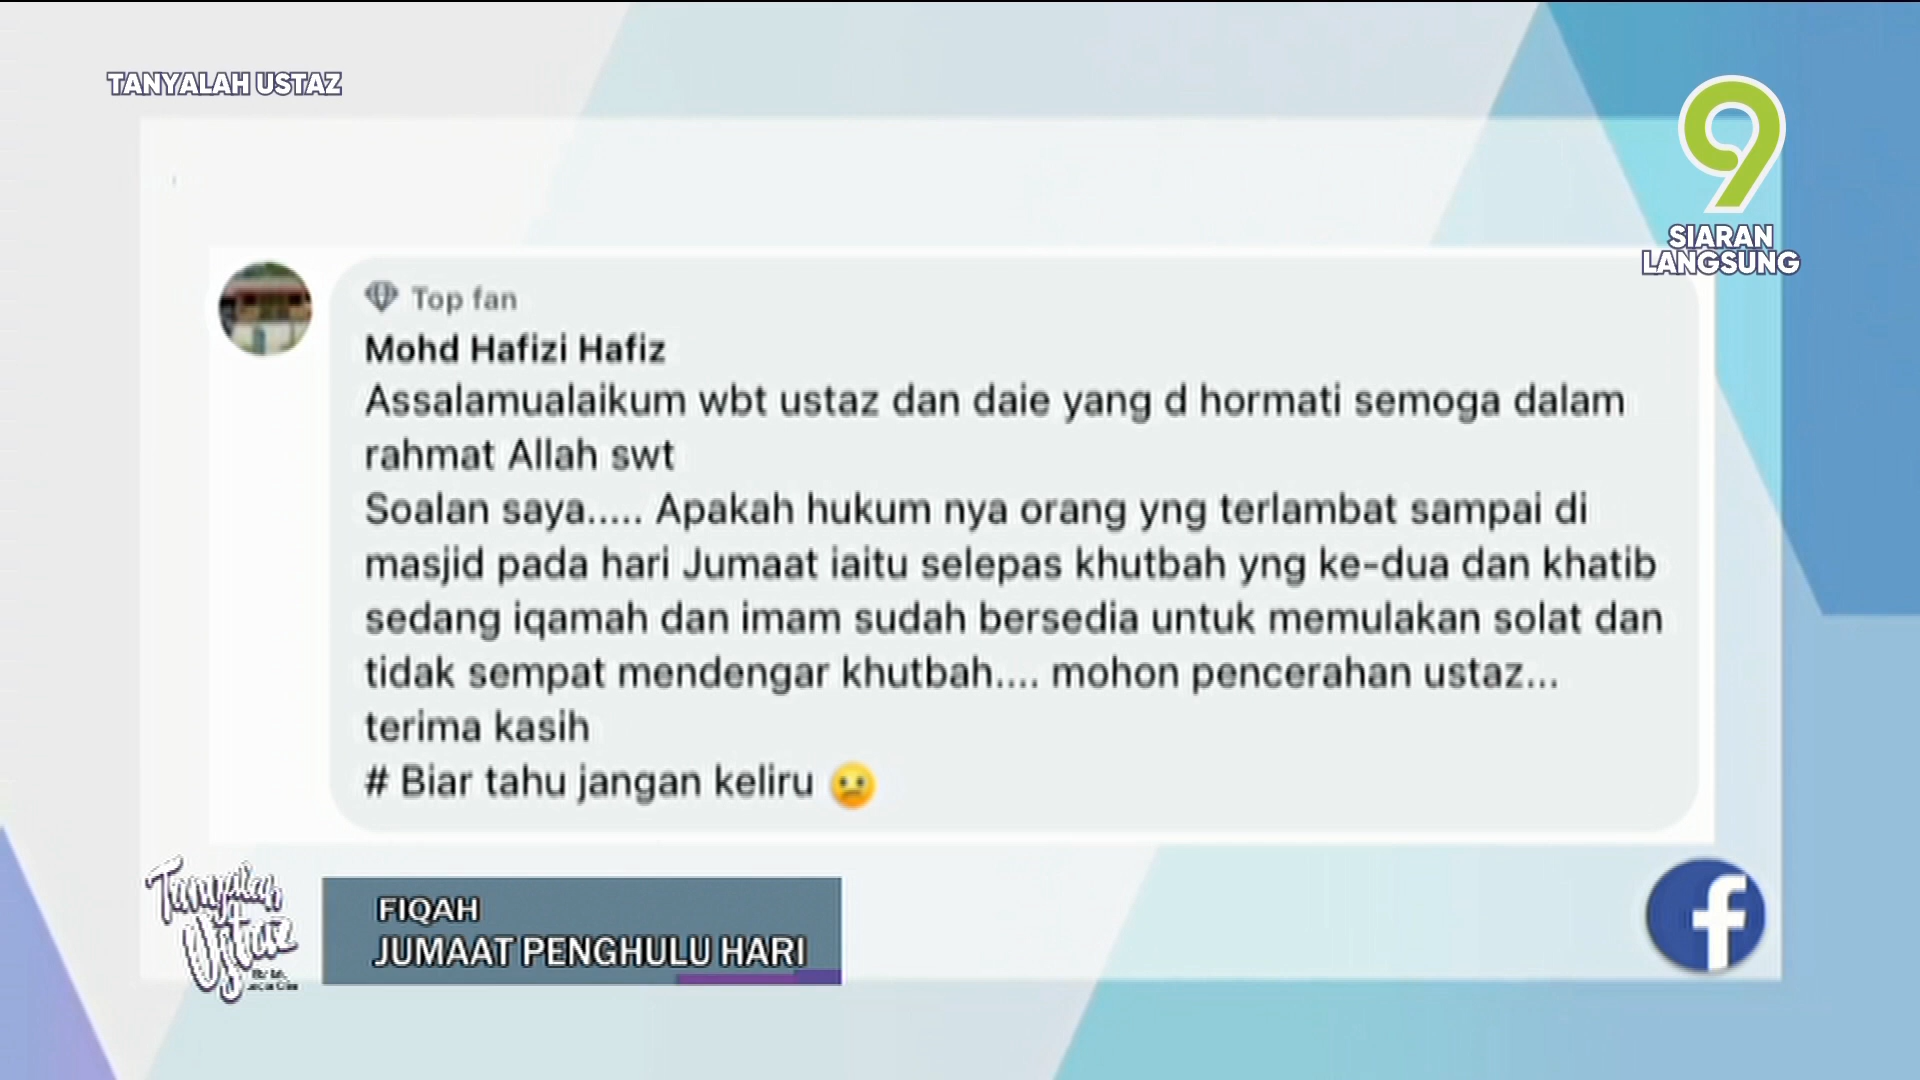 TANYALAH USTAZ
9
SIARAN
LANGSUNG
Top fan
Mohd Hafizi Hafiz
Assalamualaikum wbt ustaz dan daie yang d hormati semoga dalam
rahmat Allah swt
Soalan saya..... Apakah hukum nya orang yng terlambat sampai di
masjid pada hari Jumaat iaitu selepas khutbah yng ke-dua dan khatib
sedang iqamah dan imam sudah bersedia untuk memulakan solat dan
tidak sempat mendengar khutbah.... mohon pencerahan ustaz...
terima kasih
# Biar tahu jangan keliru 😕
Tanyalah
Ustaz
FIQAH
JUMAAT PENGHULU HARI
f